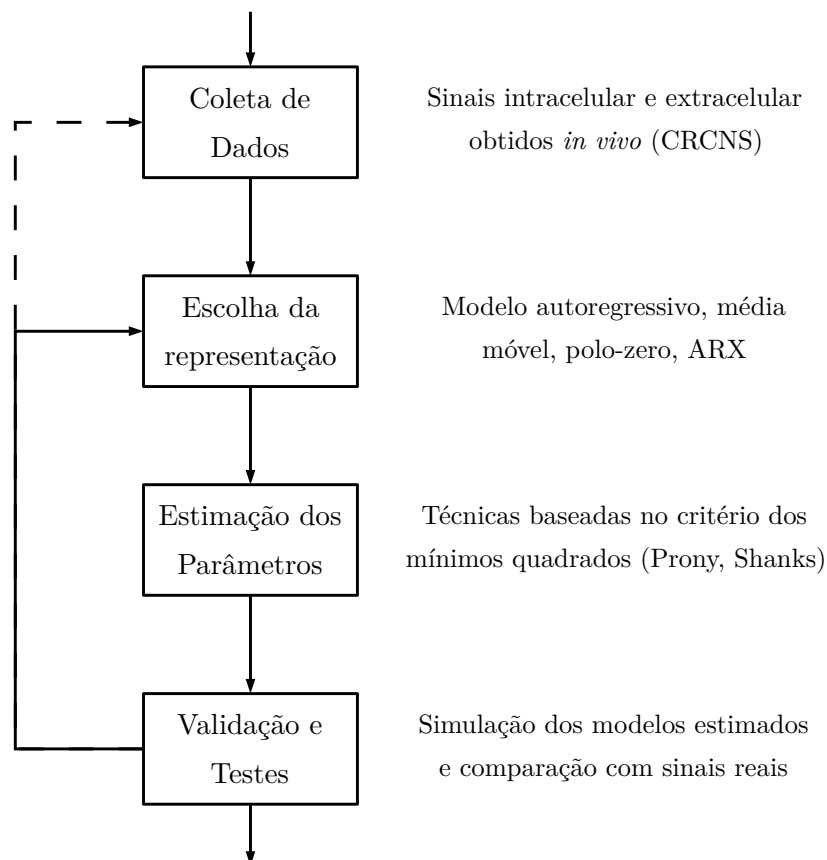 Coleta de
Dados
Sinais intracelular e extracelular
obtidos in vivo (CRCNS)
Escolha da
representação
Modelo autoregressivo, média
móvel, polo-zero, ARX
Estimação dos
Parâmetros
Técnicas baseadas no critério dos
mínimos quadrados (Prony, Shanks)
Validação e
Testes
Simulação dos modelos estimados
e comparação com sinais reais